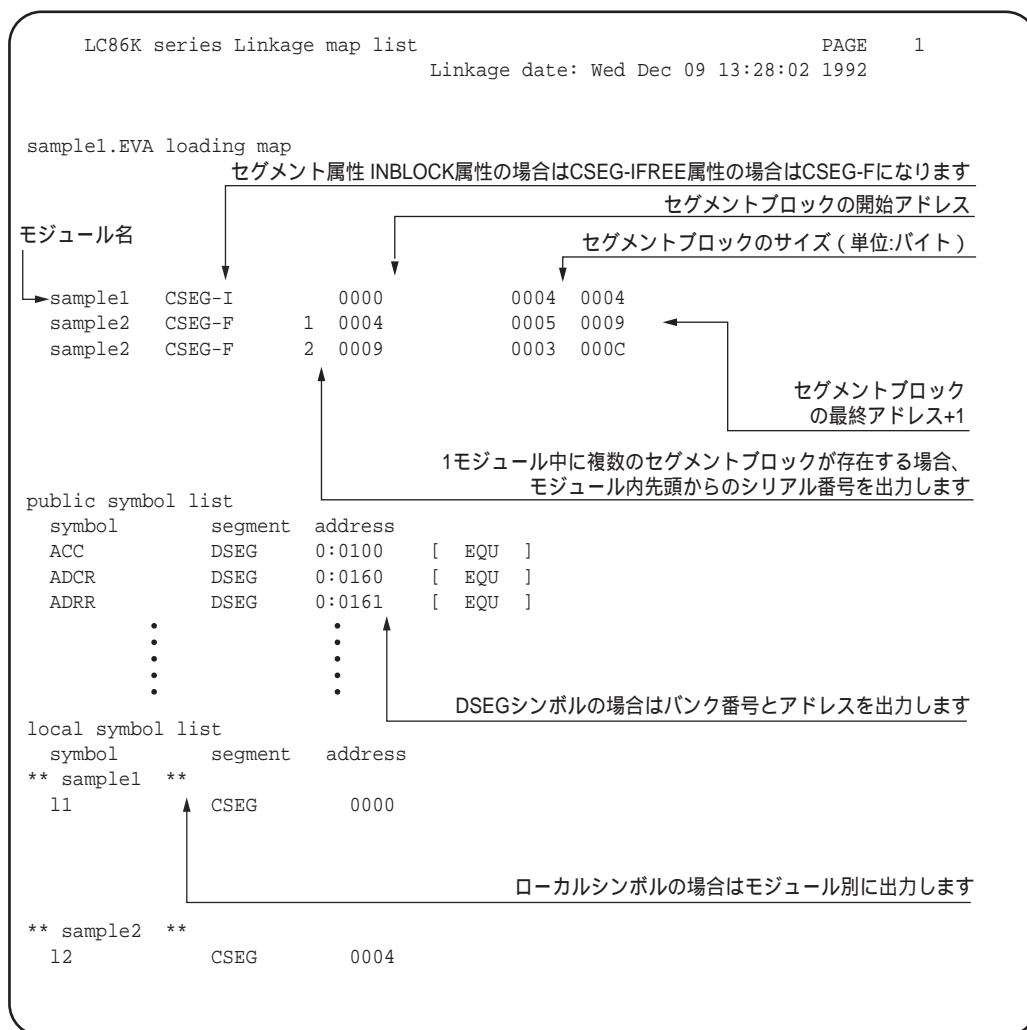 LC86K series Linkage map list PAGE 1
Linkage date: Wed Dec 09 13:28:02 1992
sample1.EVA loading map
セグメント属性 INBLOCK属性の場合はCSEG-IFREE属性の場合はCSEG-Fになります
セグメントブロックの開始アドレス
モジュール名
セグメントブロックのサイズ(単位:バイト)
sample1 CSEG-I 0000 0004 0004
sample2 CSEG-F 1 0004 0005 0009
sample2 CSEG-F 2 0009 0003 000C
セグメントブロック
の最終アドレス+1
1モジュール中に複数のセグメントブロックが存在する場合、
モジュール内先頭からのシリアル番号を出力します
public symbol list
symbol segment address
ACC DSEG 0:0100 [ EQU ]
ADCR DSEG 0:0160 [ EQU ]
ADRR DSEG 0:0161 [ EQU ]
DSEGシンボルの場合はバンク番号とアドレスを出力します
local symbol list
symbol segment address
** sample1 **
l1 CSEG 0000
ローカルシンボルの場合はモジュール別に出力します
** sample2 **
l2 CSEG 0004